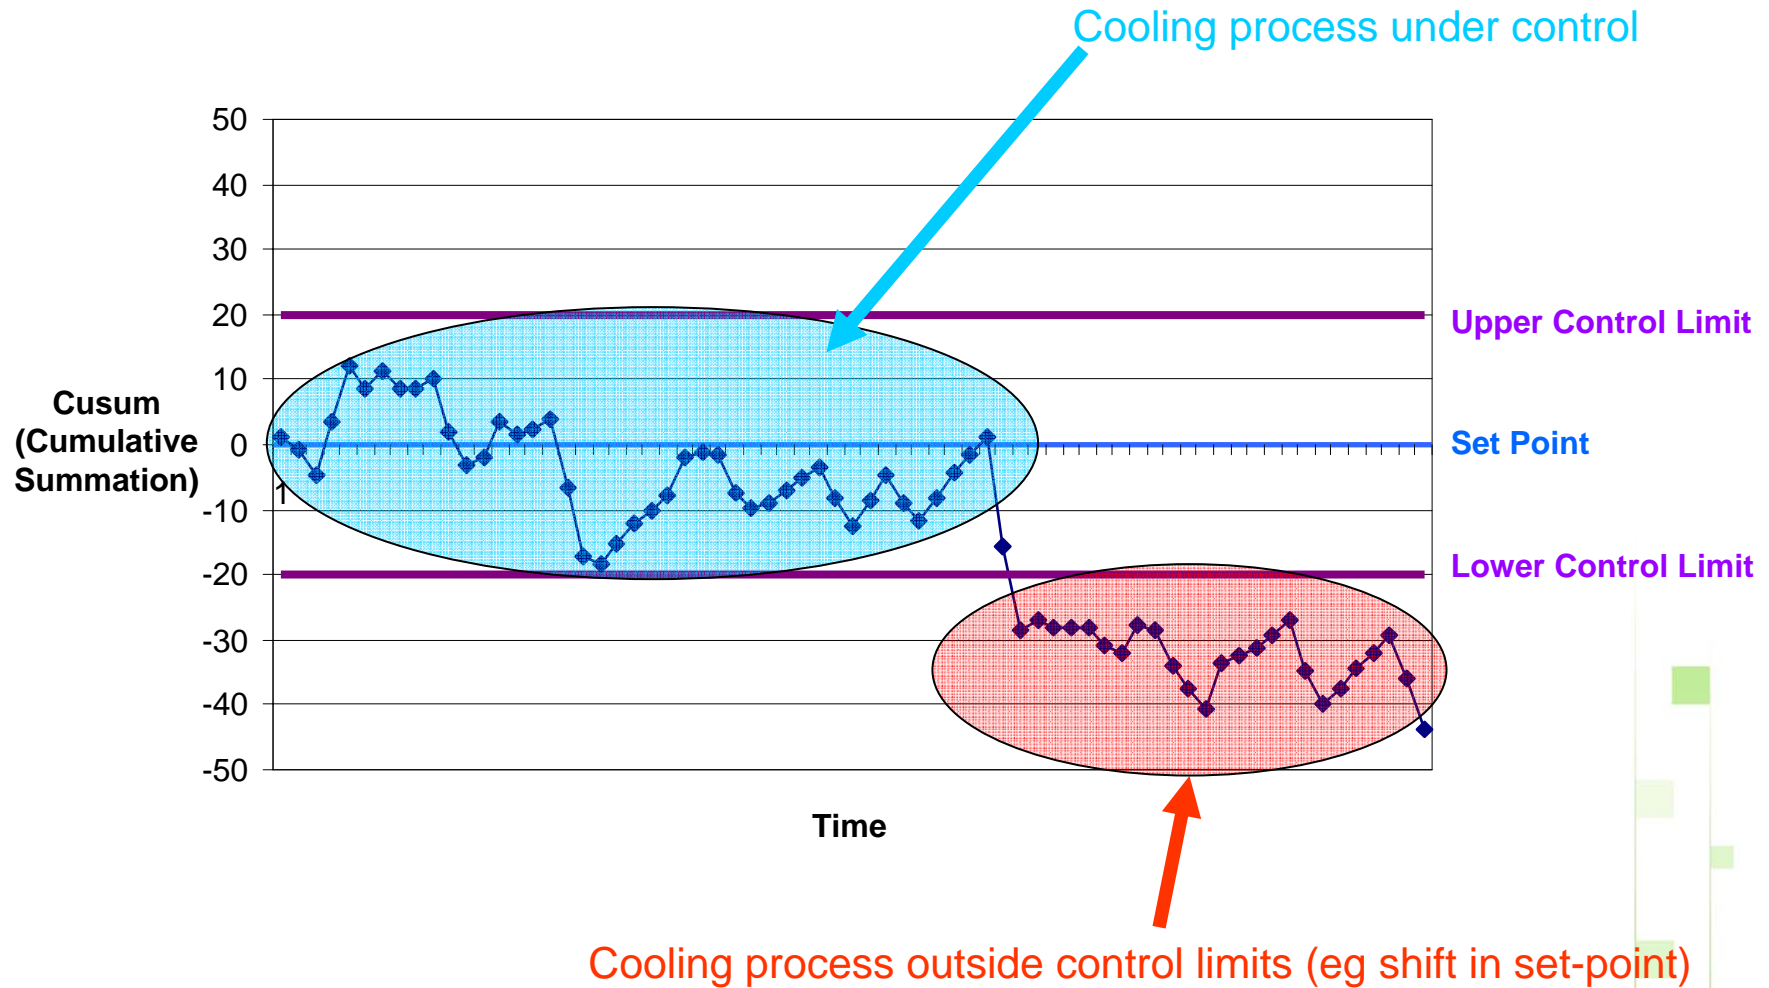 Cooling process under control
50
40
30
20
10
0
-10
-20
-30
-40
-50
Cusum
(Cumulative
Summation)
1
Upper Control Limit
Set Point
Lower Control Limit
Time
Cooling process outside control limits (eg shift in set-point)